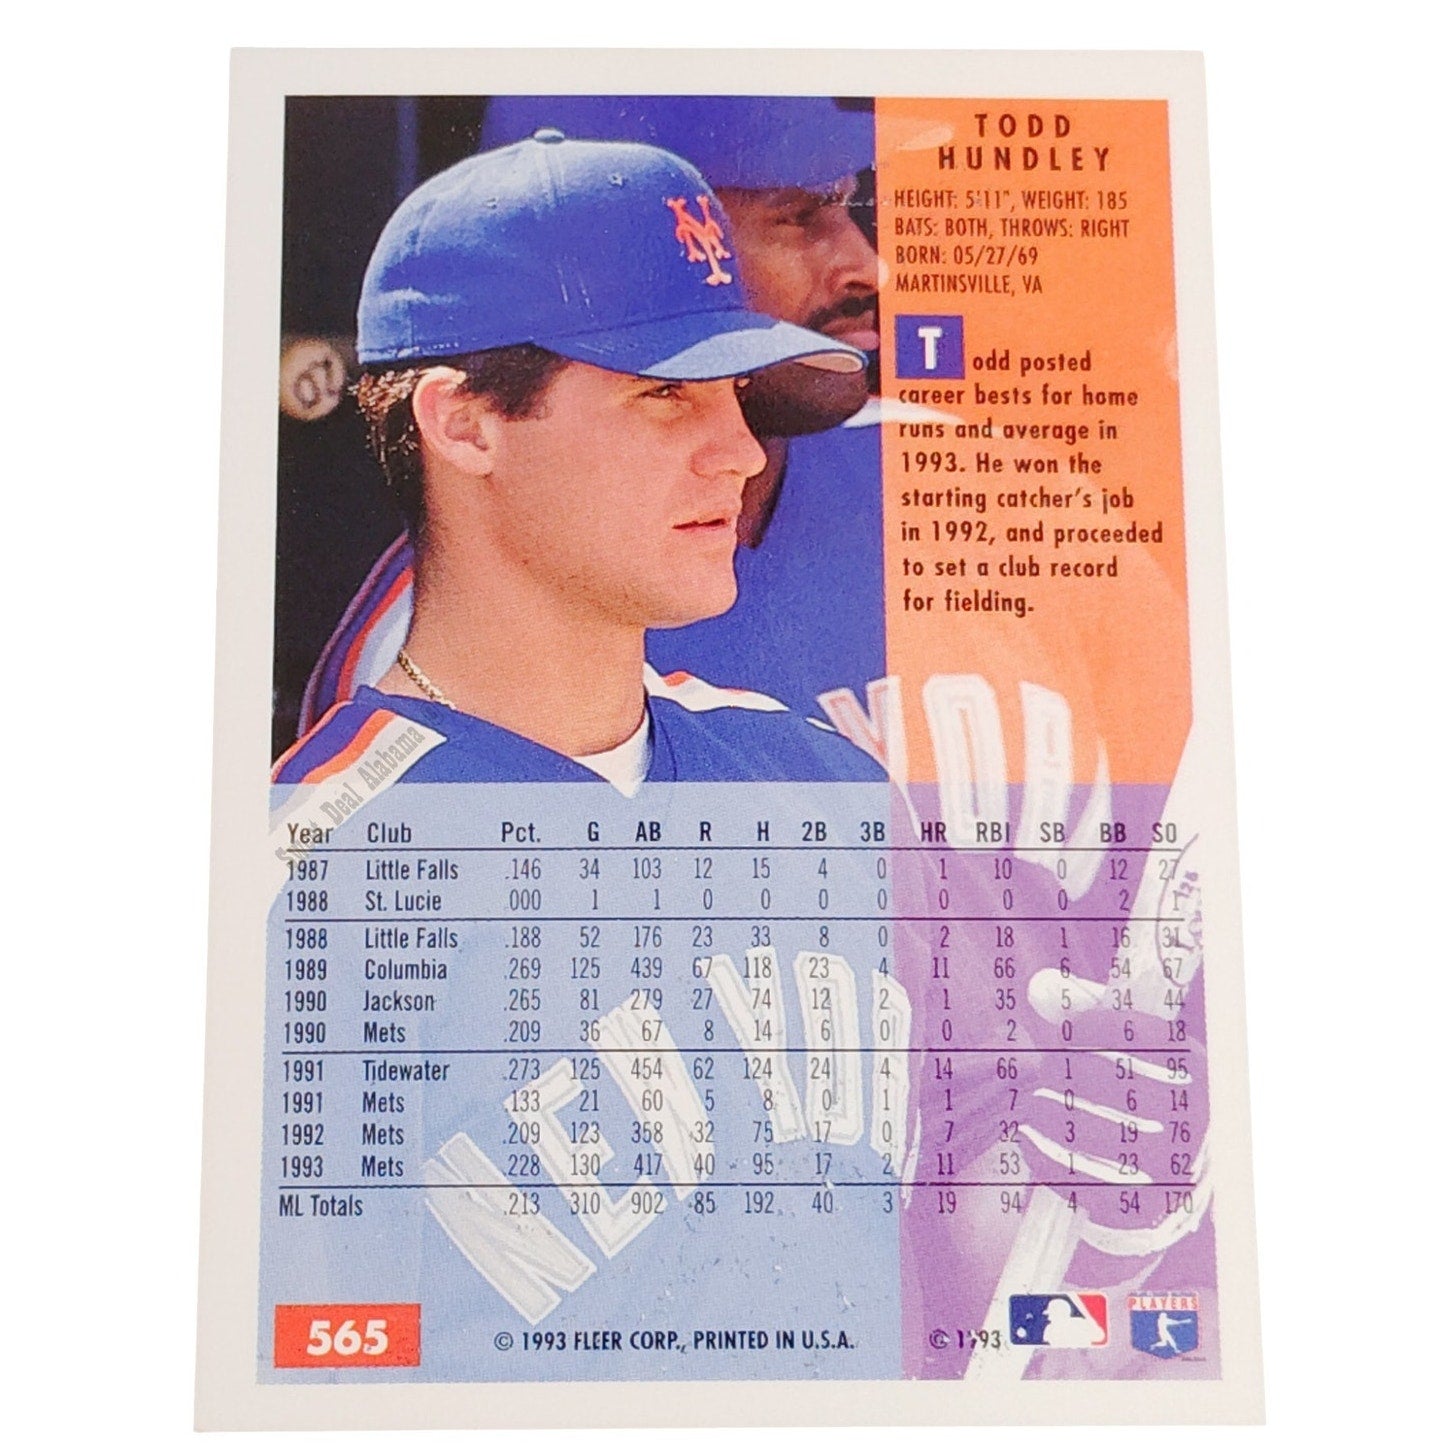 TODD
HUNDLEY
HEIGHT: 5'11", WEIGHT: 185
BATS: BOTH, THROWS: RIGHT
BORN: 05/27/69
MARTINSVILLE, VA
Todd posted
career bests for home
runs and average in
1993. He won the
starting catcher's job
in 1992, and proceeded
to set a club record
for fielding.
NEW YOR
Deal Alabama
Year Club Pct. G AB R H 2B 3B HR RBI SB BB SO
1987 Little Falls .146 34 103 12 15 4 0 1 10 0 12 27
1988 St. Lucie .000 1 1 0 0 0 0 0 0 0 2 1
1988 Little Falls .188 52 176 23 33 8 0 2 18 1 16 31
1989 Columbia .269 125 439 67 118 23 4 11 66 6 54 67
1990 Jackson .265 81 279 27 74 12 2 1 35 5 34 44
1990 Mets .209 36 67 8 14 6 0 0 2 0 6 18
1991 Tidewater .273 125 454 62 124 24 4 14 66 1 51 95
1991 Mets .133 21 60 5 8 0 1 1 7 0 6 14
1992 Mets .209 123 358 32 75 17 0 7 32 3 19 76
1993 Mets .228 130 417 40 95 17 2 11 53 1 23 62
ML Totals .213 310 902 85 192 40 3 19 94 4 54 170
565
© 1993 FLEER CORP., PRINTED IN U.S.A.
© 1993
PLAYERS